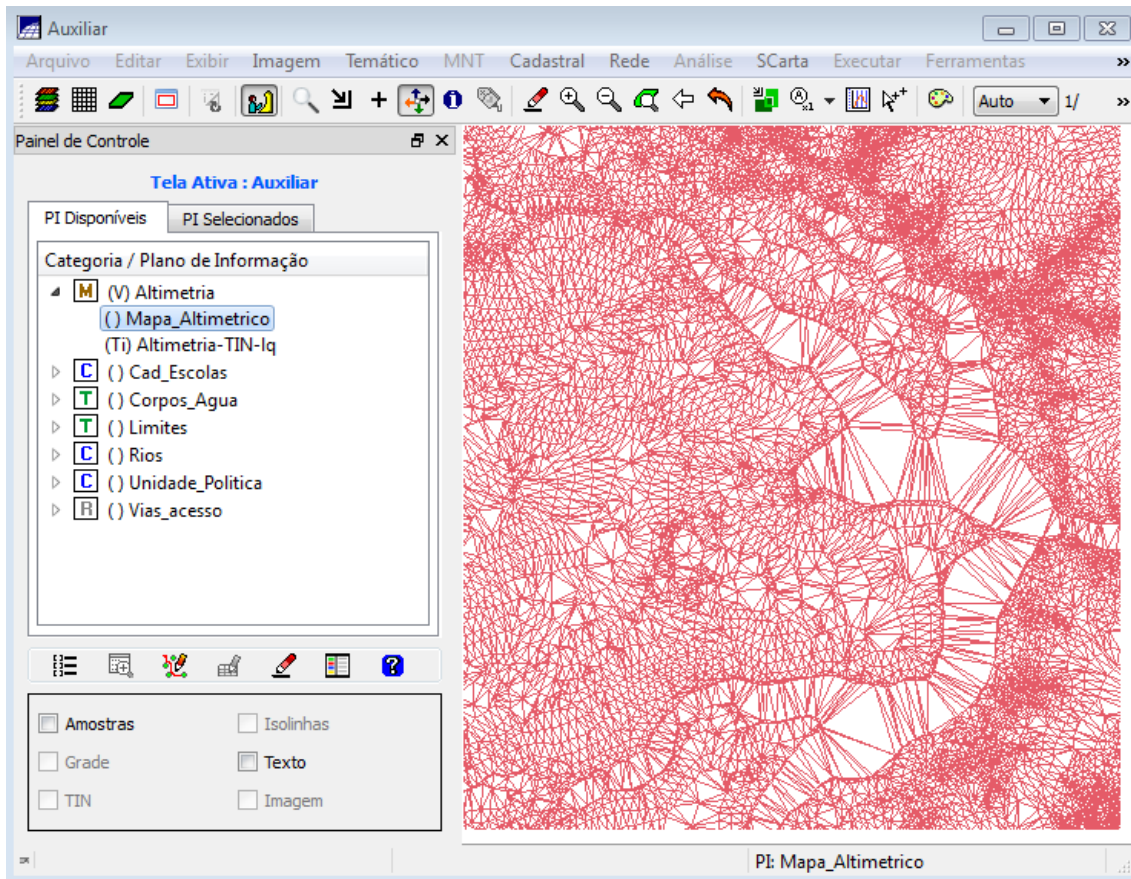 Auxiliar
Arquivo Editar Exibir Imagem Temático MNT Cadastral Rede Análise SCarta Executar Ferramentas »
Auto 1/ »
Painel de Controle
Tela Ativa : Auxiliar
PI Disponíveis PI Selecionados
Categoria / Plano de Informação
M (V) Altimetria
( ) Mapa_Altimetrico
(Ti) Altimetria-TIN-lq
C ( ) Cad_Escolas
T ( ) Corpos_Agua
T ( ) Limites
C ( ) Rios
C ( ) Unidade_Politica
R ( ) Vias_acesso
Amostras Isolinhas
Grade Texto
TIN Imagem
PI: Mapa_Altimetrico